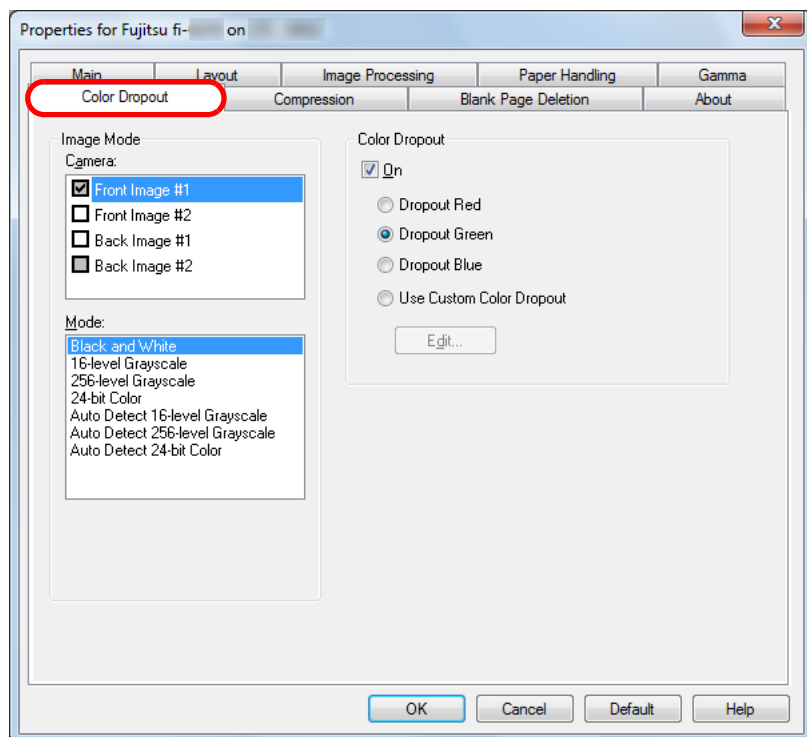 Properties for Fujitsu fi- on
Main Layout Image Processing Paper Handling Gamma
Color Dropout Compression Blank Page Deletion About
Image Mode
Camera:
Front Image #1
Front Image #2
Back Image #1
Back Image #2
Mode:
Black and White
16-level Grayscale
256-level Grayscale
24-bit Color
Auto Detect 16-level Grayscale
Auto Detect 256-level Grayscale
Auto Detect 24-bit Color
Color Dropout
On
Dropout Red
Dropout Green
Dropout Blue
Use Custom Color Dropout
Edit...
OK Cancel Default Help